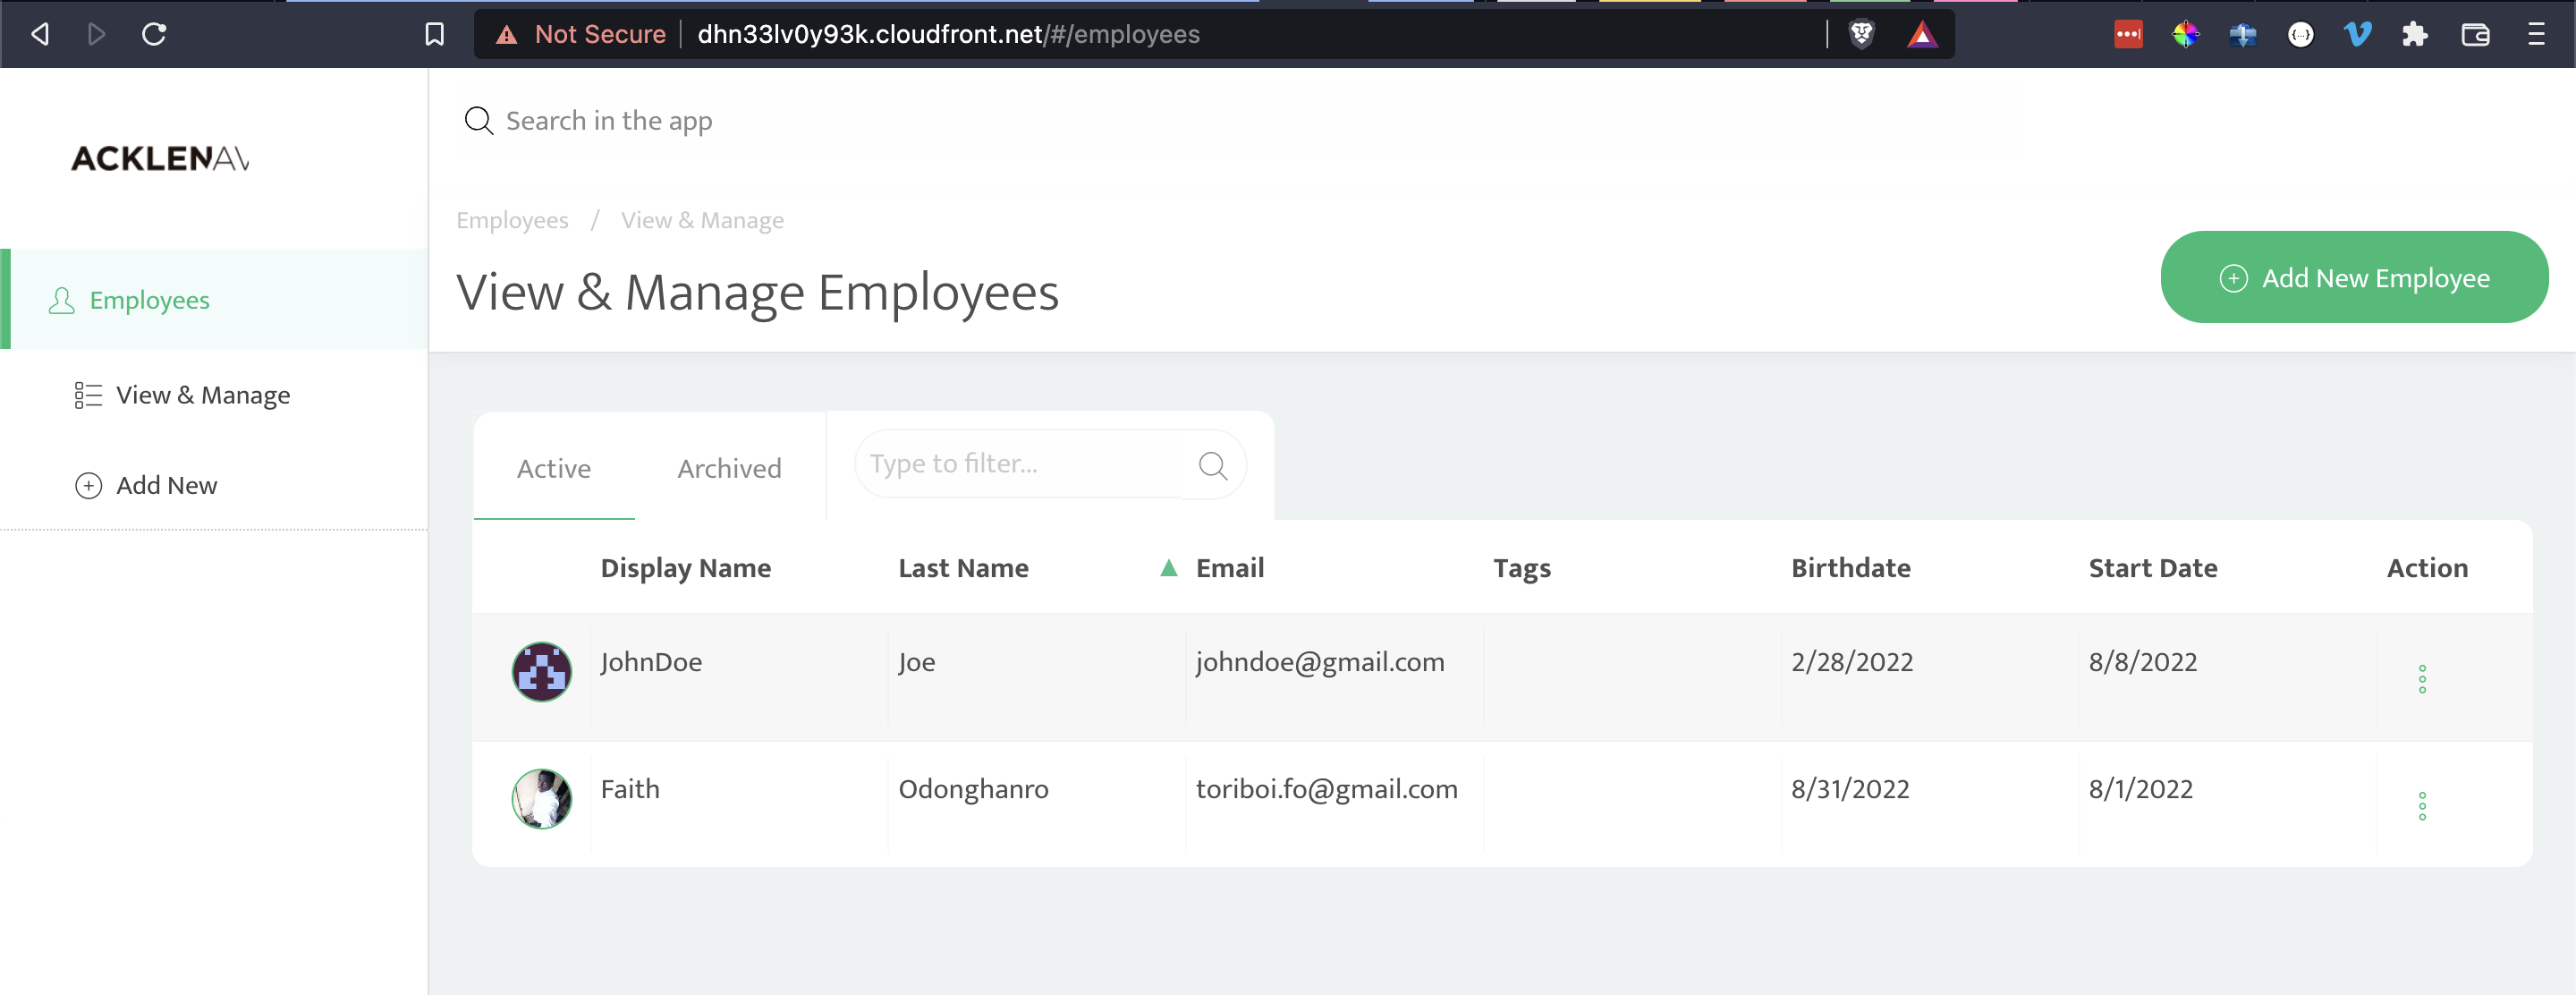 Not Secure dhn33lv0y93k.cloudfront.net/#/employees
ACKLENAV
Search in the app
Employees / View & Manage
View & Manage Employees
Add New Employee
Employees
View & Manage
Add New
Active Archived Type to filter...
Display Name Last Name Email Tags Birthdate Start Date Action
JohnDoe Joe johndoe@gmail.com 2/28/2022 8/8/2022
Faith Odonghanro toriboi.fo@gmail.com 8/31/2022 8/1/2022